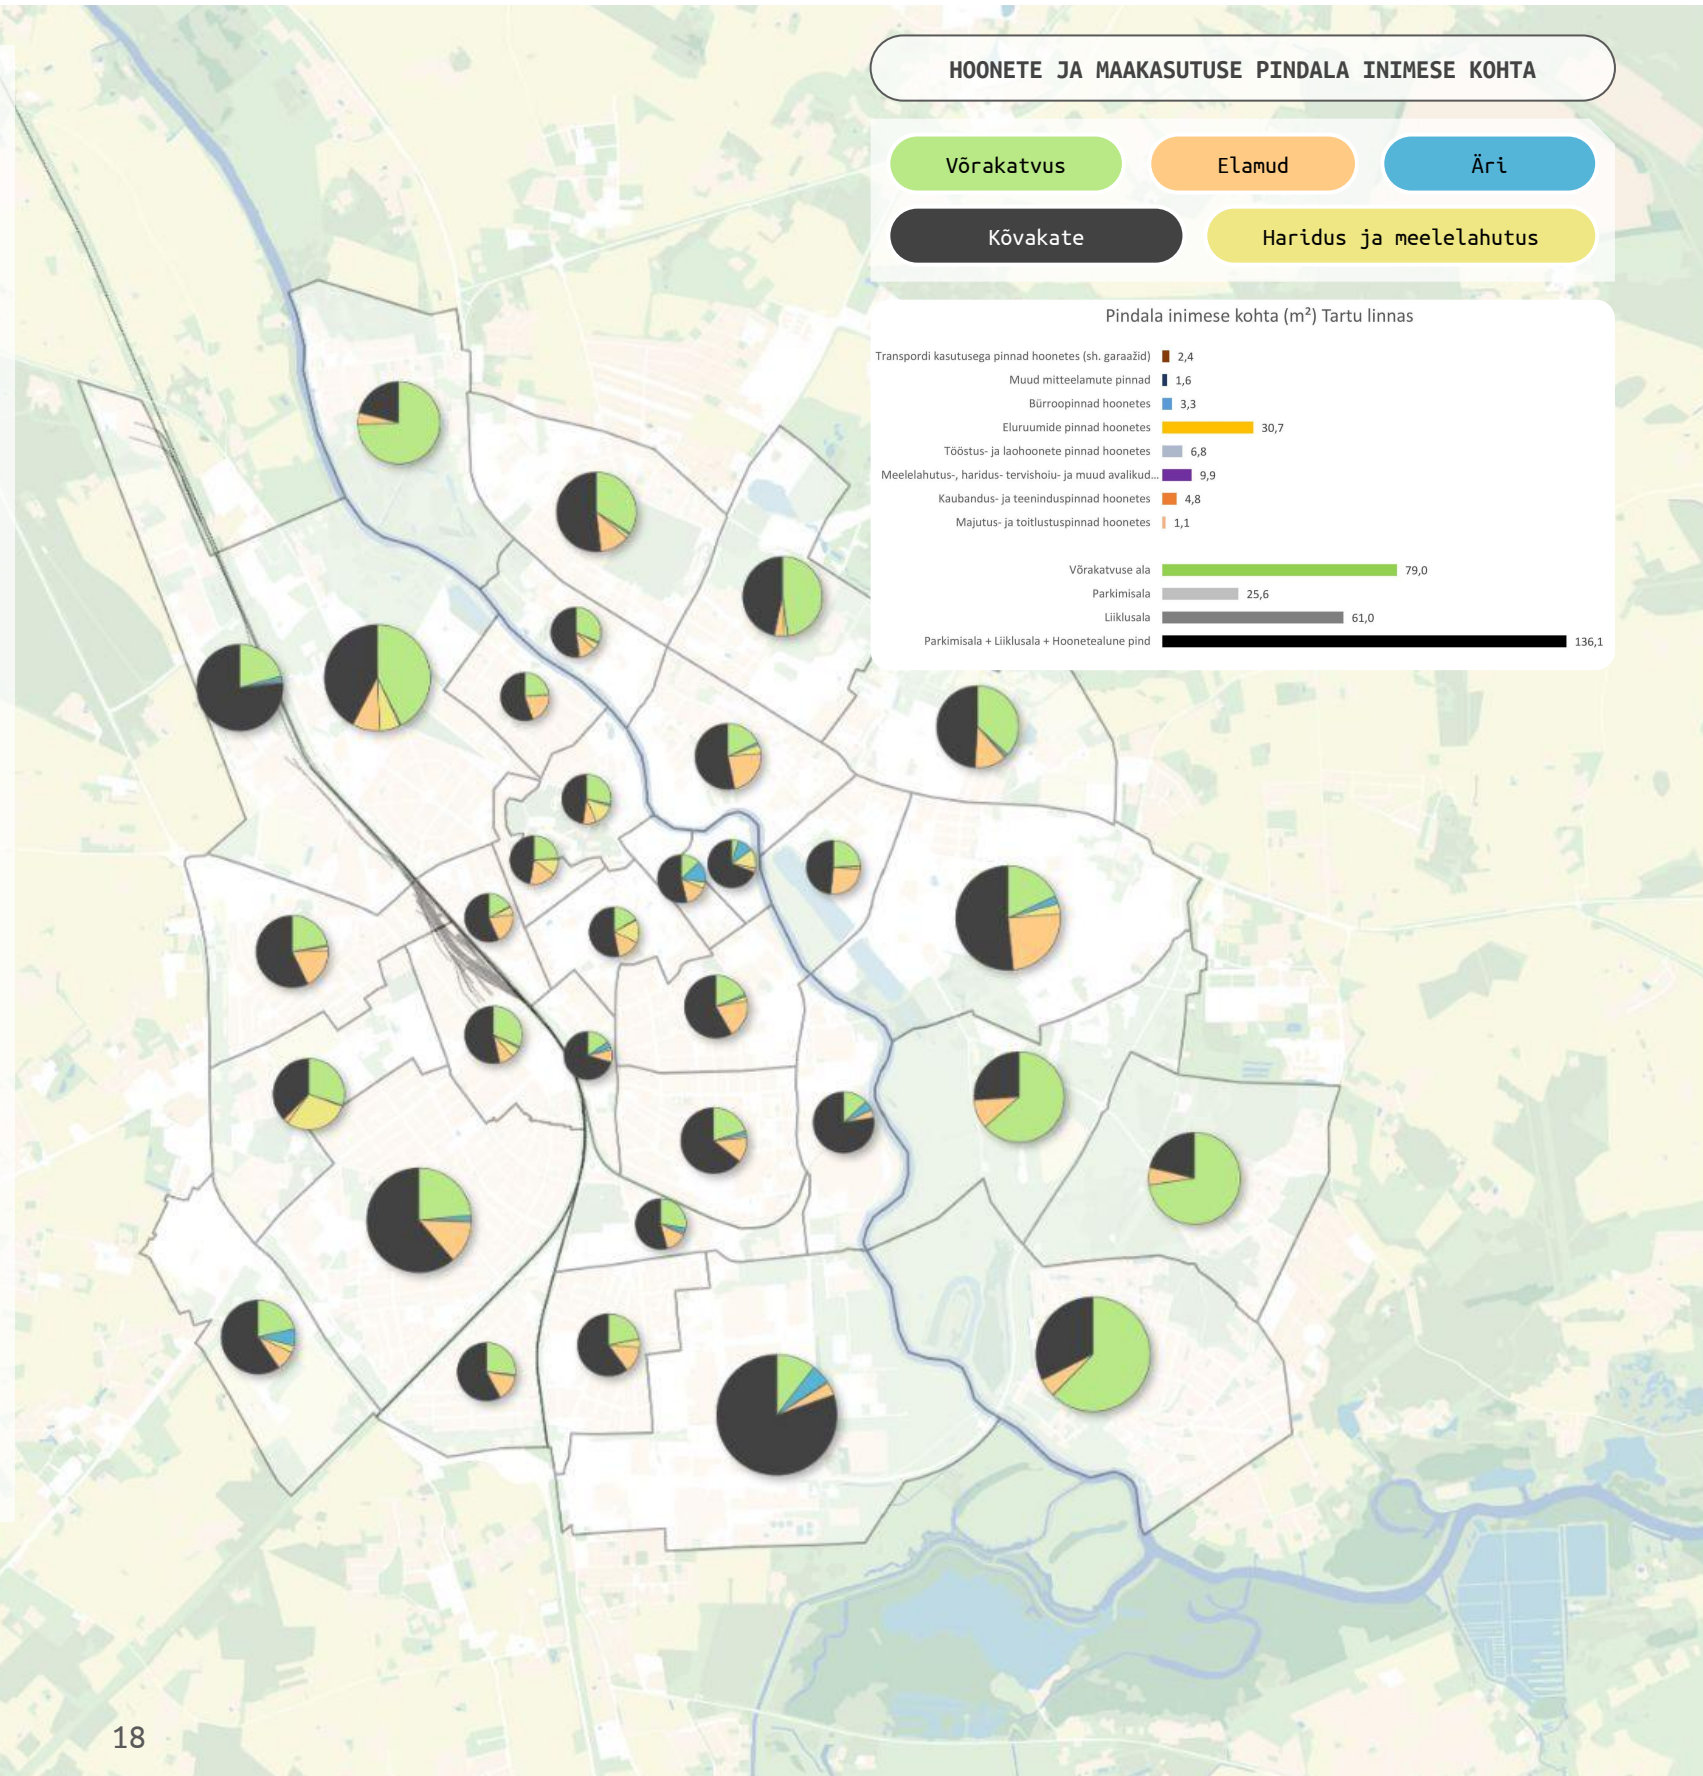 HOONETE JA MAAKASUTUSE PINDALA INIMESE KOHTA
Võrakatvus
Elamud
Äri
Kõvakate
Haridus ja meelelahutus
Pindala inimese kohta (m²) Tartu linnas
Transpordi kasutusega pinnad hoonetes (sh. garaažid) 2,4
Muud mitteelamute pinnad 1,6
Bürroopinnad hoonetes 3,3
Eluruumide pinnad hoonetes 30,7
Tööstus- ja laohoonete pinnad hoonetes 6,8
Meelelahutus-, haridus- tervishoiu- ja muud avalikud... 9,9
Kaubandus- ja teeninduspinnad hoonetes 4,8
Majutus- ja toitlustuspinnad hoonetes 1,1
Võrakatvuse ala 79,0
Parkimisala 25,6
Liiklusala 61,0
Parkimisala + Liiklusala + Hoonetealune pind 136,1
18